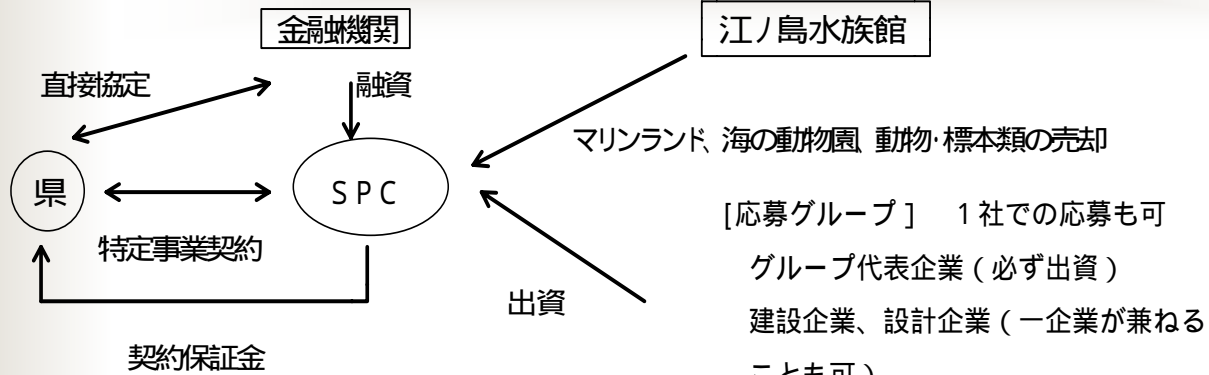 金融機関
江ノ島水族館
直接協定
融資
マリンランド、海の動物園、動物・標本類の売却
県
SPC
[応募グループ] 1社での応募も可
特定事業契約
グループ代表企業(必ず出資)
出資
建設企業、設計企業(一企業が兼ねる
ことも可)
契約保証金